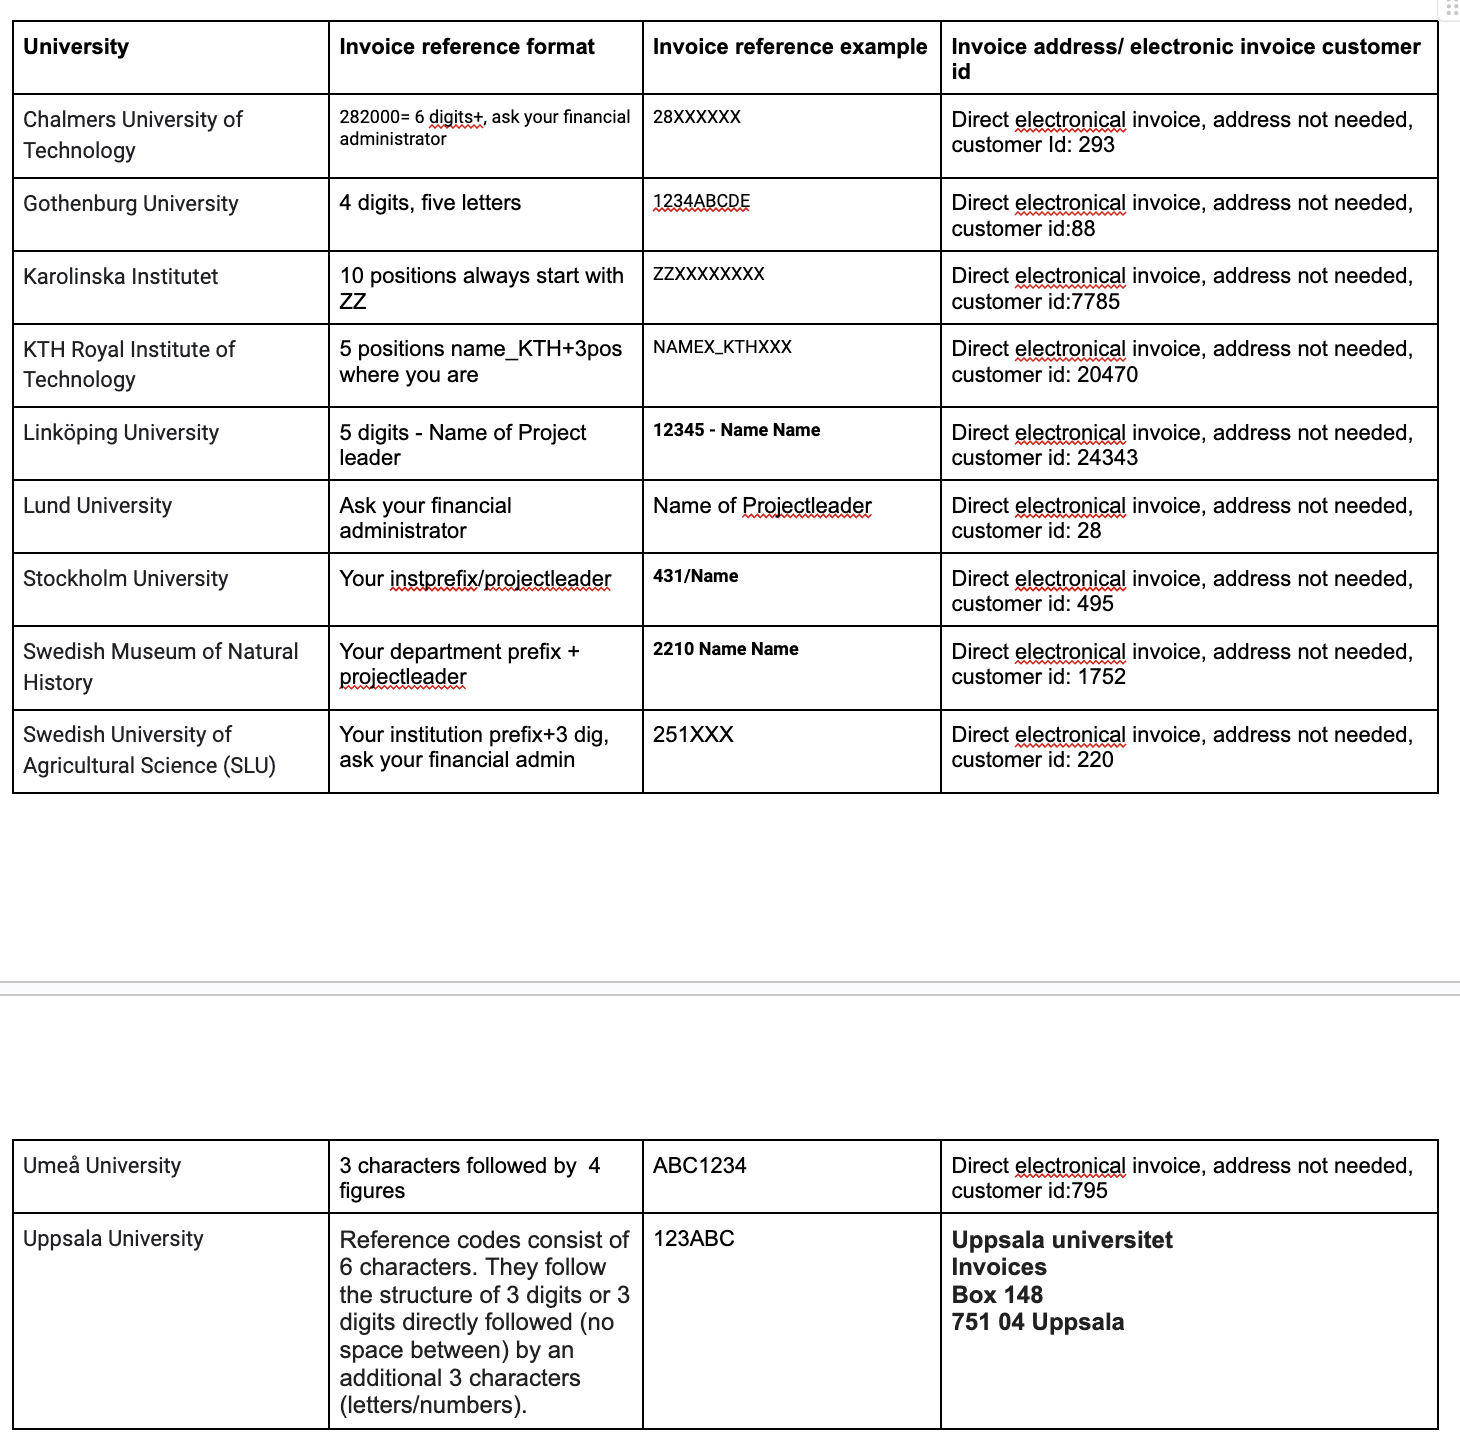 University
Invoice reference format
Invoice reference example
Invoice address/ electronic invoice customer
id
Chalmers University of
Technology
282000= 6 digits+, ask your financial
administrator
28XXXXXX
Direct electronical invoice, address not needed,
customer Id: 293
Gothenburg University
4 digits, five letters
1234ABCDE
Direct electronical invoice, address not needed,
customer id:88
Karolinska Institutet
10 positions always start with
ZZ
ZZXXXXXXXX
Direct electronical invoice, address not needed,
customer id:7785
KTH Royal Institute of
Technology
5 positions name_KTH+3pos
where you are
NAMEX_KTHXXX
Direct electronical invoice, address not needed,
customer id: 20470
Linköping University
5 digits - Name of Project
leader
12345 - Name Name
Direct electronical invoice, address not needed,
customer id: 24343
Lund University
Ask your financial
administrator
Name of Projectleader
Direct electronical invoice, address not needed,
customer id: 28
Stockholm University
Your instprefix/projectleader
431/Name
Direct electronical invoice, address not needed,
customer id: 495
Swedish Museum of Natural
History
Your department prefix +
projectleader
2210 Name Name
Direct electronical invoice, address not needed,
customer id: 1752
Swedish University of
Agricultural Science (SLU)
Your institution prefix+3 dig,
ask your financial admin
251XXX
Direct electronical invoice, address not needed,
customer id: 220
Umeå University
3 characters followed by  4
figures
ABC1234
Direct electronical invoice, address not needed,
customer id:795
Uppsala University
Reference codes consist of
6 characters. They follow
the structure of 3 digits or 3
digits directly followed (no
space between) by an
additional 3 characters
(letters/numbers).
123ABC
Uppsala universitet
Invoices
Box 148
751 04 Uppsala